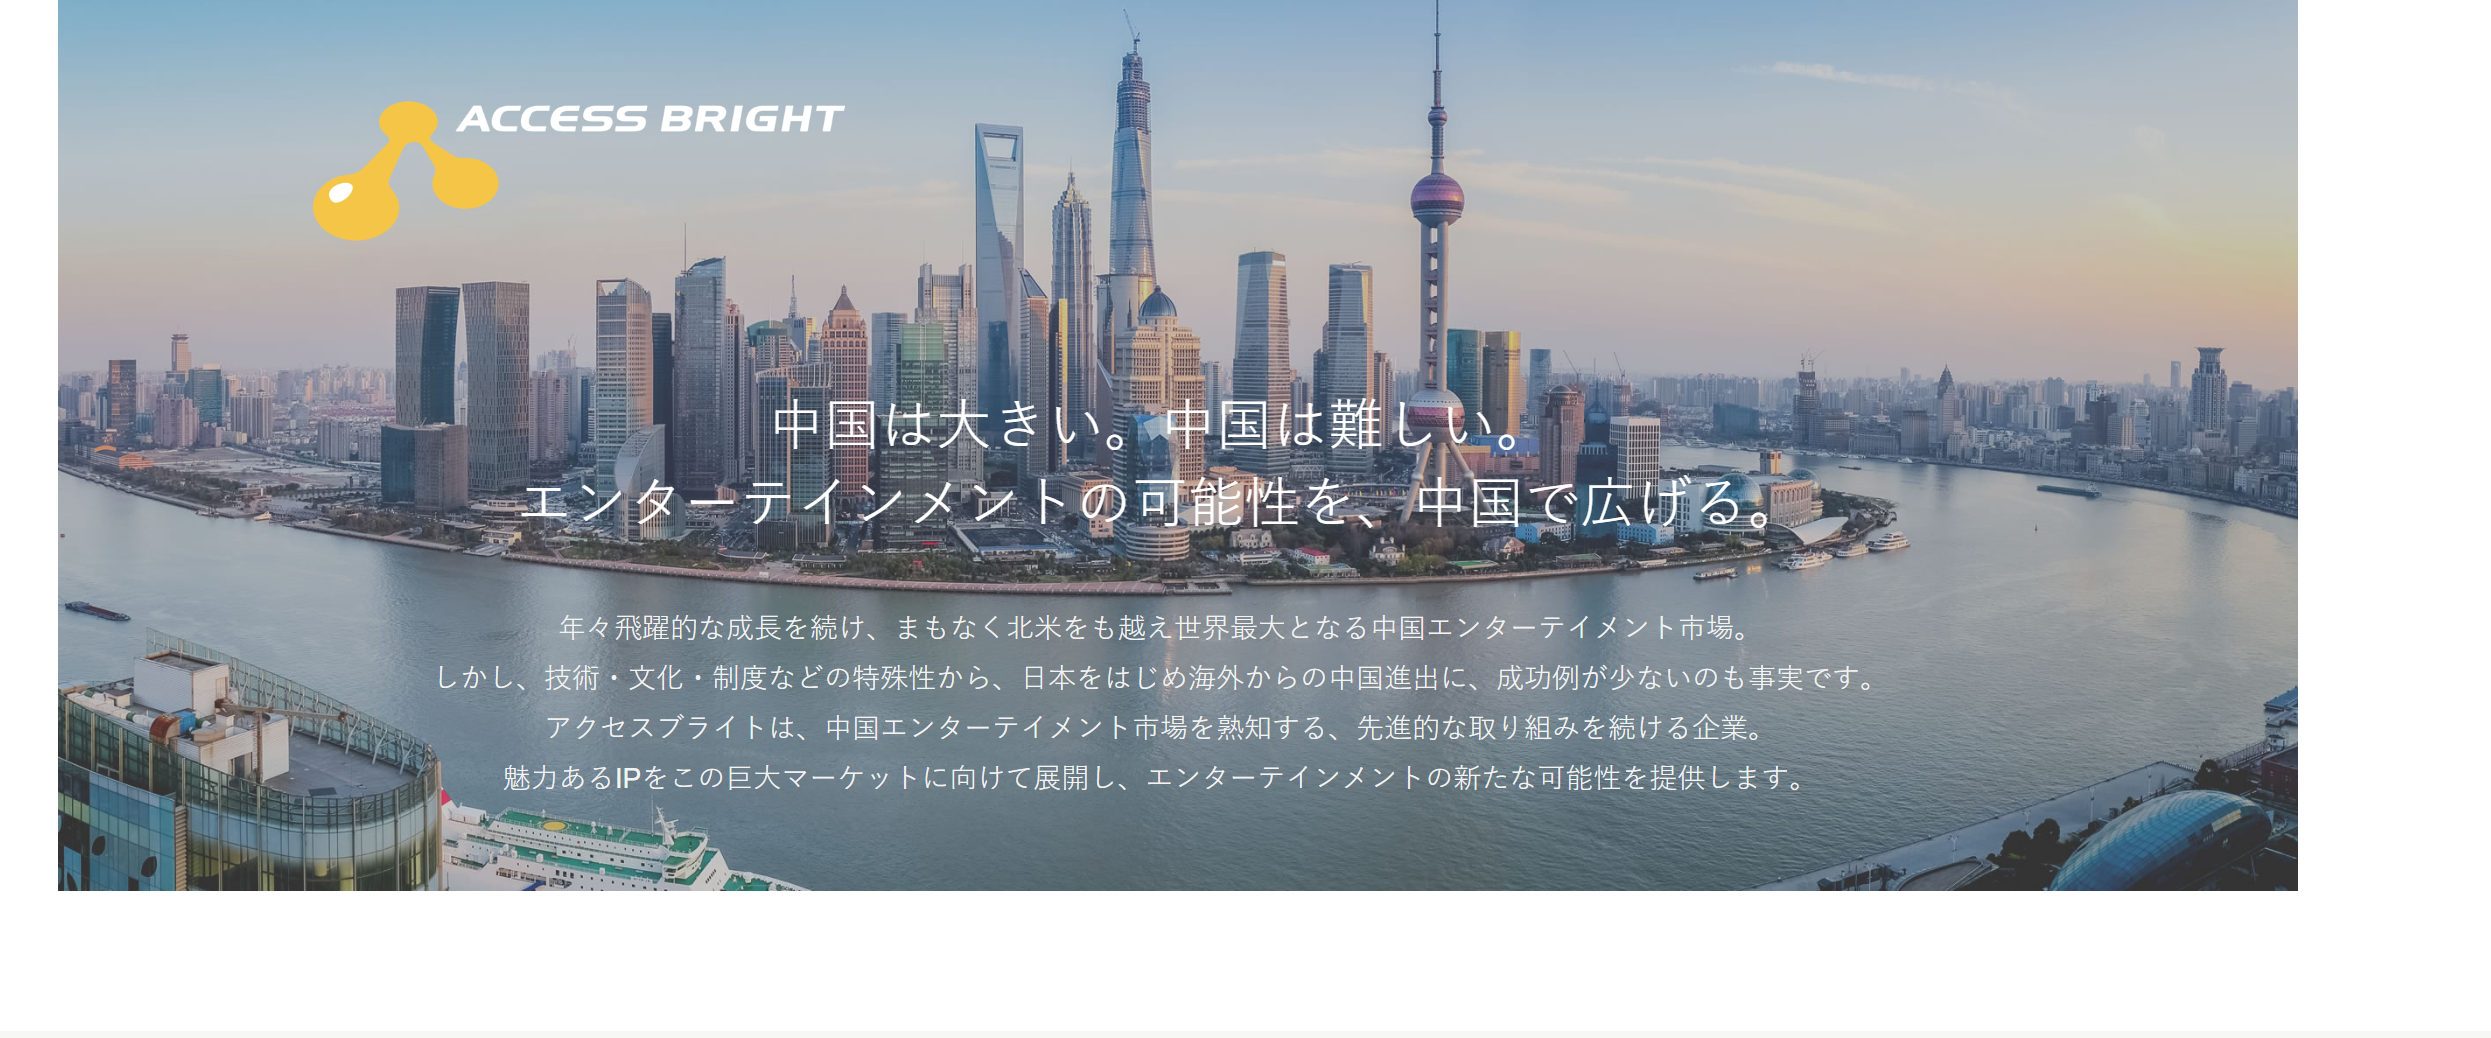 ACCESS BRIGHT
中国は大きい。中国は難しい。
エンターテインメントの可能性を、中国で広げる。
年々飛躍的な成長を続け、まもなく北米をも越え世界最大となる中国エンターテイメント市場。
しかし、技術・文化・制度などの特殊性から、日本をはじめ海外からの中国進出に、成功例が少ないのも事実です。
アクセスブライトは、中国エンターテイメント市場を熟知する、先進的な取り組みを続ける企業。
魅力あるIPをこの巨大マーケットに向けて展開し、エンターテインメントの新たな可能性を提供します。